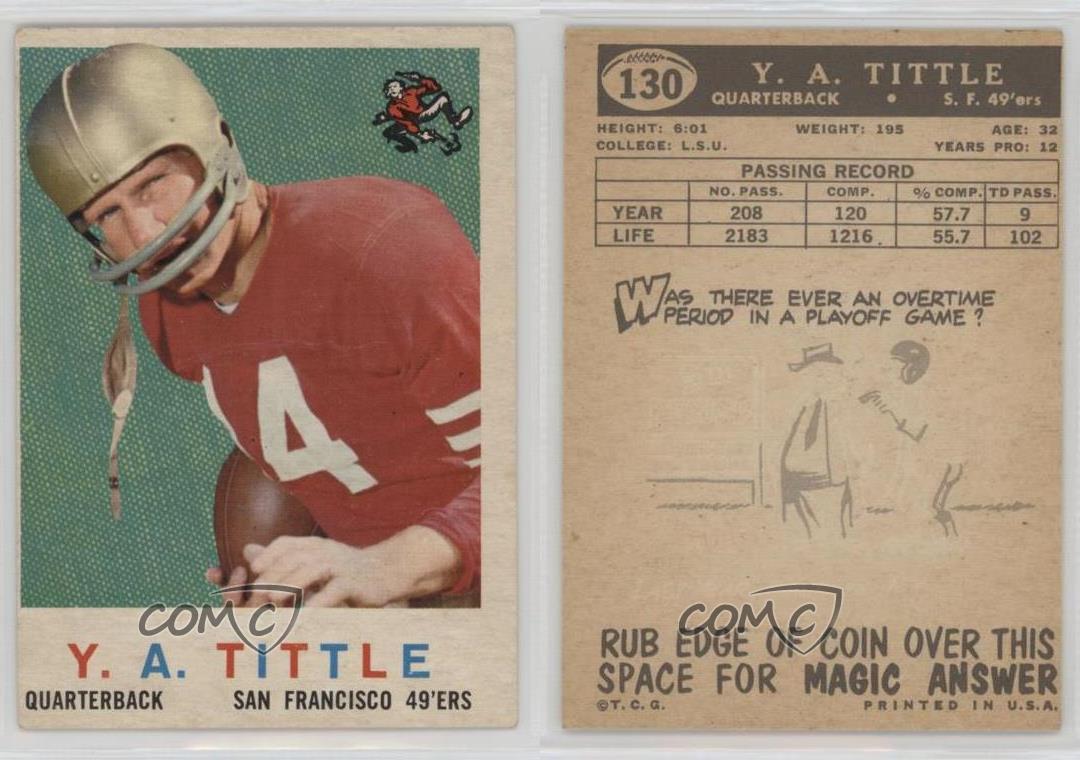 4
COMC
Y. A. TITTLE
QUARTERBACK SAN FRANCISCO 49'ERS
130
Y. A. TITTLE
QUARTERBACK • S. F. 49'ers
HEIGHT: 6:01 WEIGHT: 195 AGE: 32
COLLEGE: L.S.U. YEARS PRO: 12
PASSING RECORD
NO. PASS. COMP. % COMP. TD PASS.
YEAR 208 120 57.7 9
LIFE 2183 1216 55.7 102
WAS THERE EVER AN OVERTIME
PERIOD IN A PLAYOFF GAME?
COMC
RUB EDGE OF COIN OVER THIS
SPACE FOR MAGIC ANSWER
©T.C.G. PRINTED IN U.S.A.